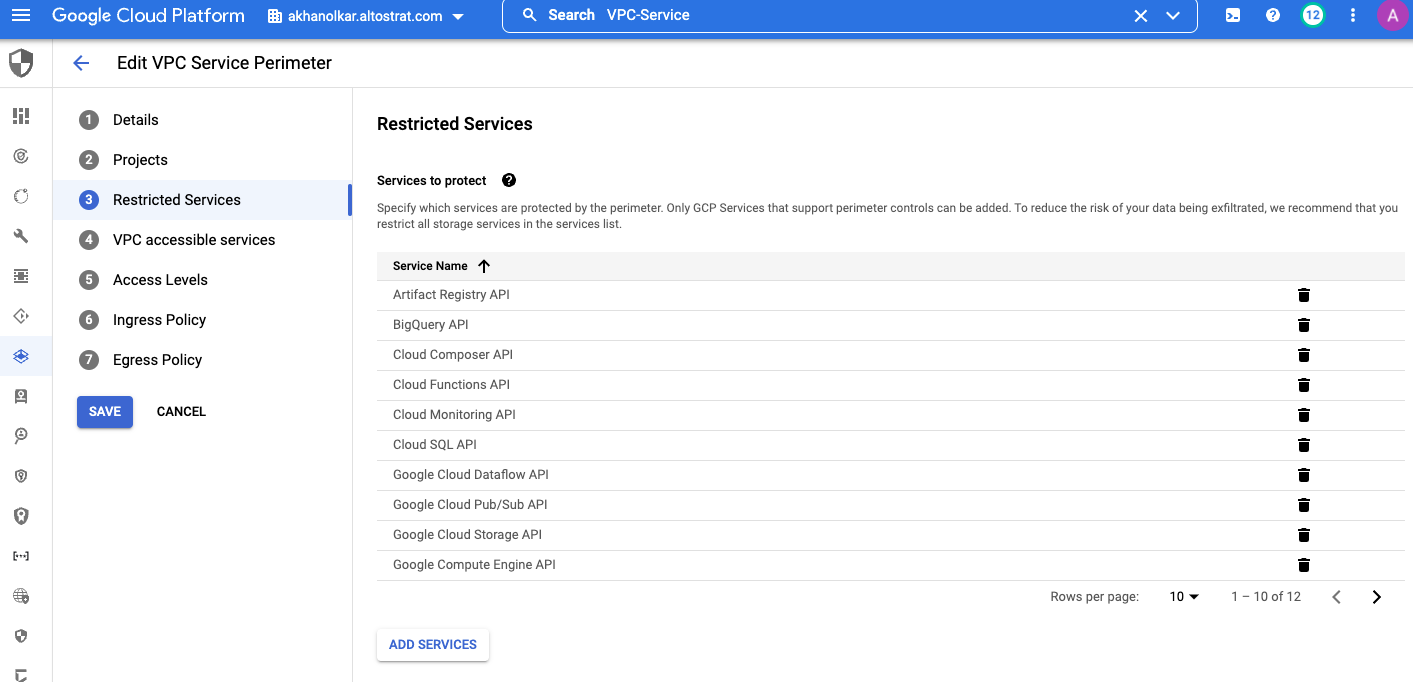 Google Cloud Platform
akhanolkar.altostrat.com
Search VPC-Service
12
A
Edit VPC Service Perimeter
1 Details
2 Projects
3 Restricted Services
4 VPC accessible services
5 Access Levels
6 Ingress Policy
7 Egress Policy
SAVE CANCEL
Restricted Services
Services to protect
Specify which services are protected by the perimeter. Only GCP Services that support perimeter controls can be added. To reduce the risk of your data being exfiltrated, we recommend that you
restrict all storage services in the services list.
Service Name
Artifact Registry API
BigQuery API
Cloud Composer API
Cloud Functions API
Cloud Monitoring API
Cloud SQL API
Google Cloud Dataflow API
Google Cloud Pub/Sub API
Google Cloud Storage API
Google Compute Engine API
Rows per page: 10 1 – 10 of 12
ADD SERVICES